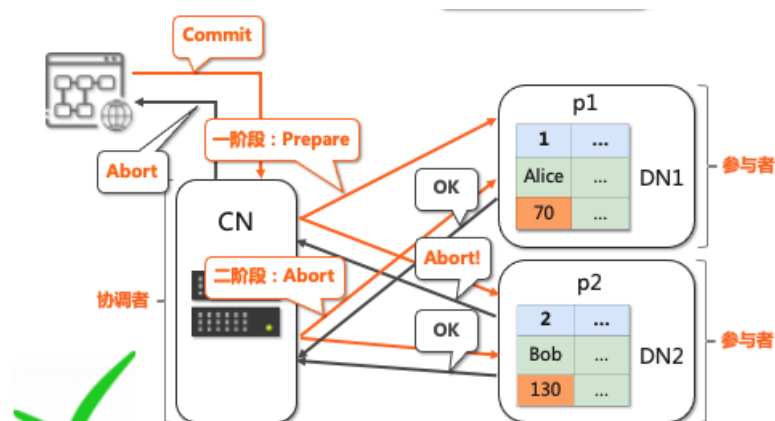 Commit
一阶段：Prepare
Abort
CN
协调者
二阶段：Abort
OK
Abort!
OK
p1
1 ...
Alice ...
70 ...
DN1
参与者
p2
2 ...
Bob ...
130 ...
DN2
参与者